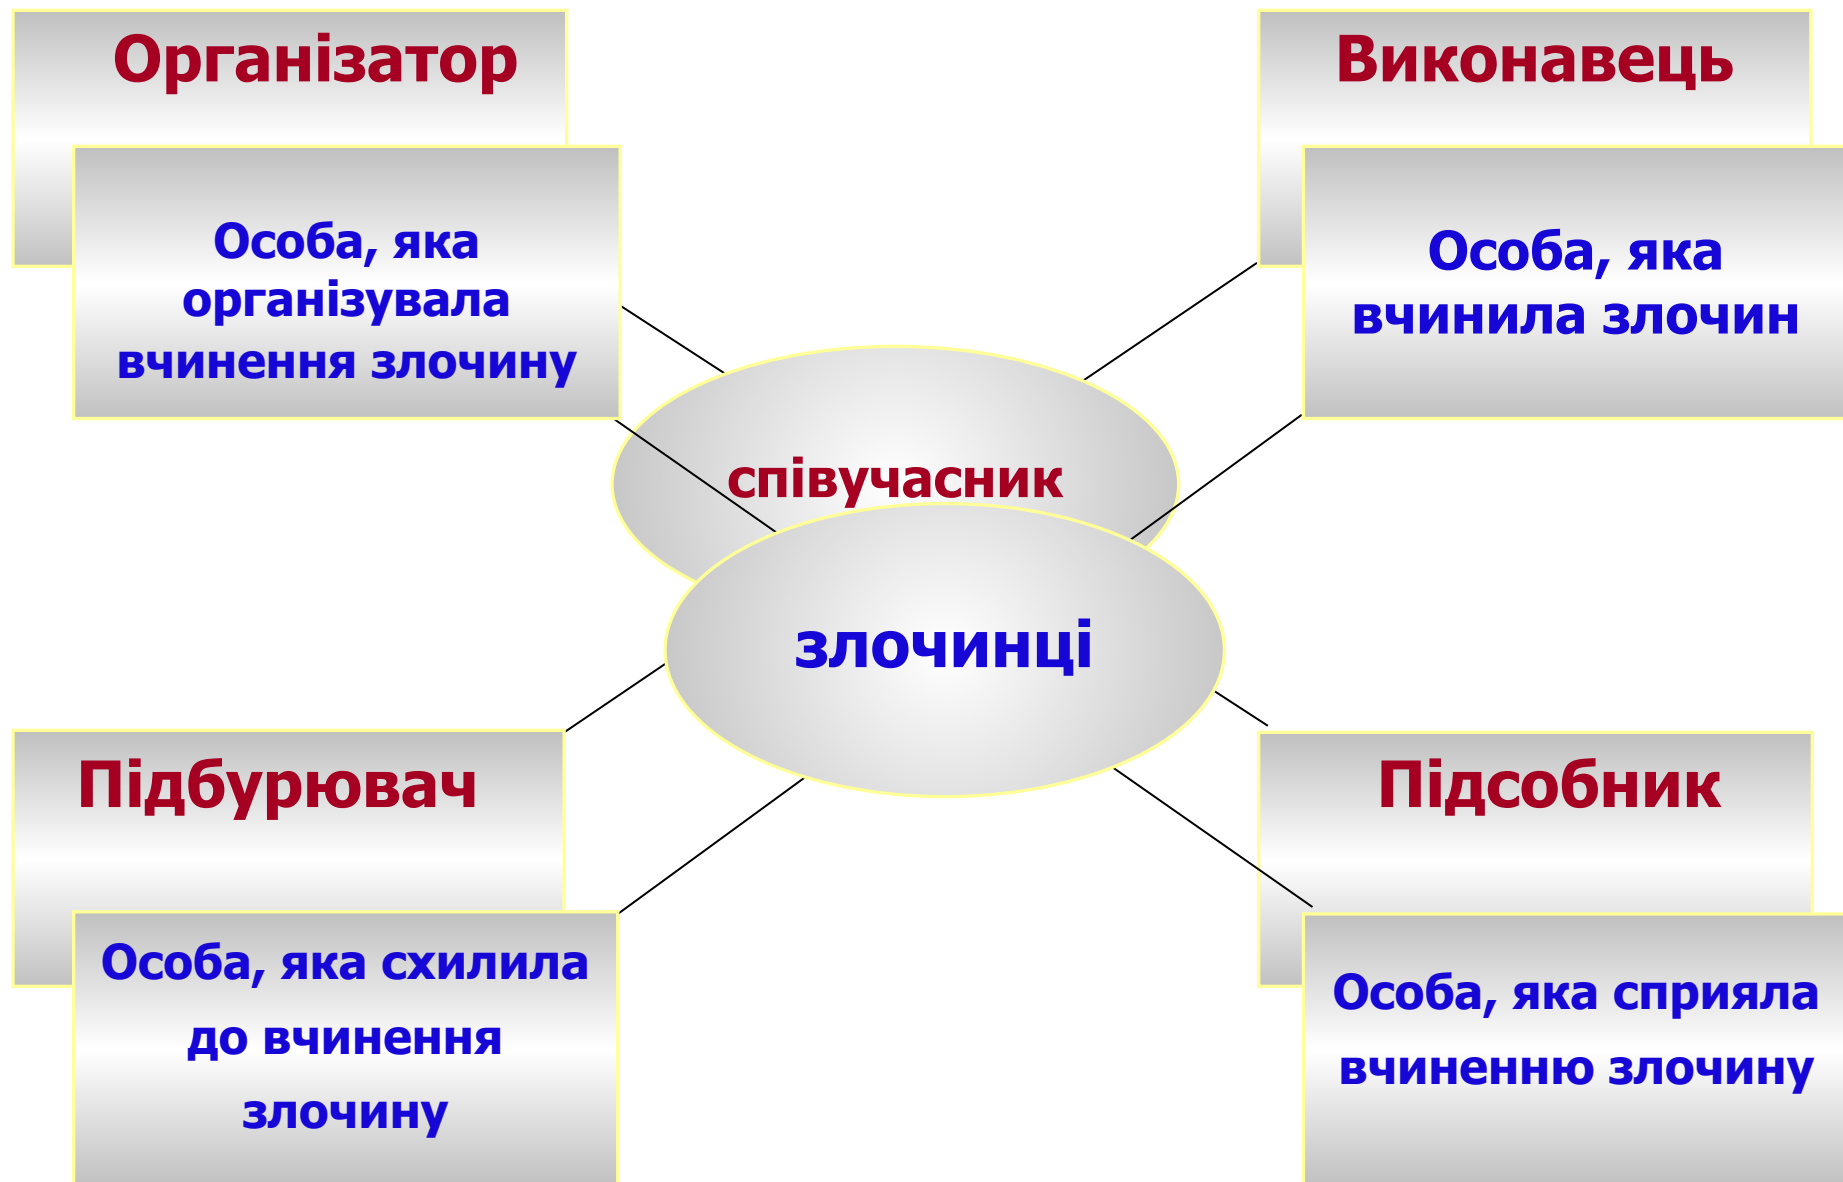 Організатор
Особа, яка
організувала
вчинення злочину
Виконавець
Особа, яка
вчинила злочин
співучасник
злочинці
Підбурювач
Особа, яка схилила
до вчинення
злочину
Підсобник
Особа, яка сприяла
вчиненню злочину